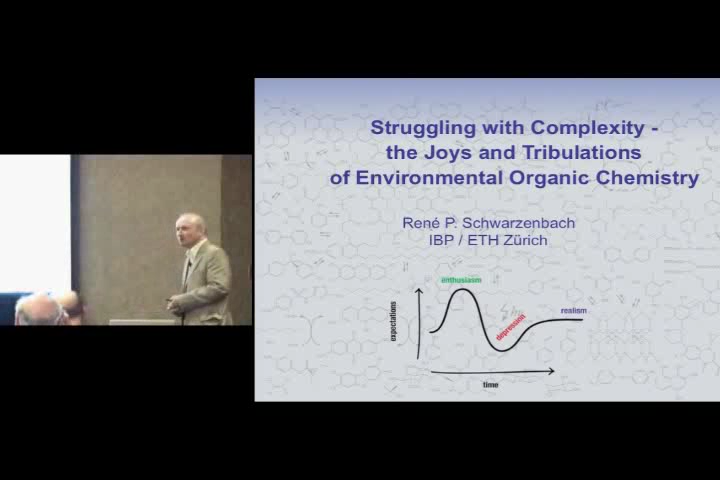 Struggling with Complexity -
the Joys and Tribulations
of Environmental Organic Chemistry
René P. Schwarzenbach
IBP / ETH Zürich
enthusiasm
expectations
depression
realism
time